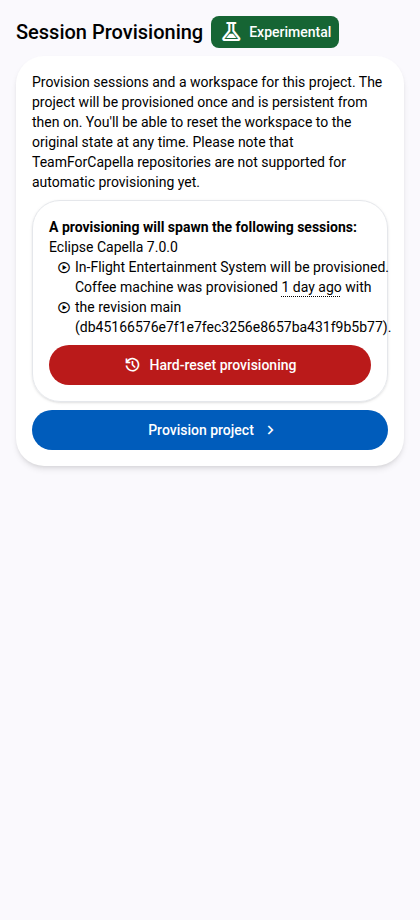 Session Provisioning
Experimental
Provision sessions and a workspace for this project. The
project will be provisioned once and is persistent from
then on. You'll be able to reset the workspace to the
original state at any time. Please note that
TeamForCapella repositories are not supported for
automatic provisioning yet.
A provisioning will spawn the following sessions:
Eclipse Capella 7.0.0
In-Flight Entertainment System will be provisioned.
Coffee machine was provisioned 1 day ago with
the revision main
(db45166576e7f1e7fec3256e8657ba431f9b5b77).
Hard-reset provisioning
Provision project